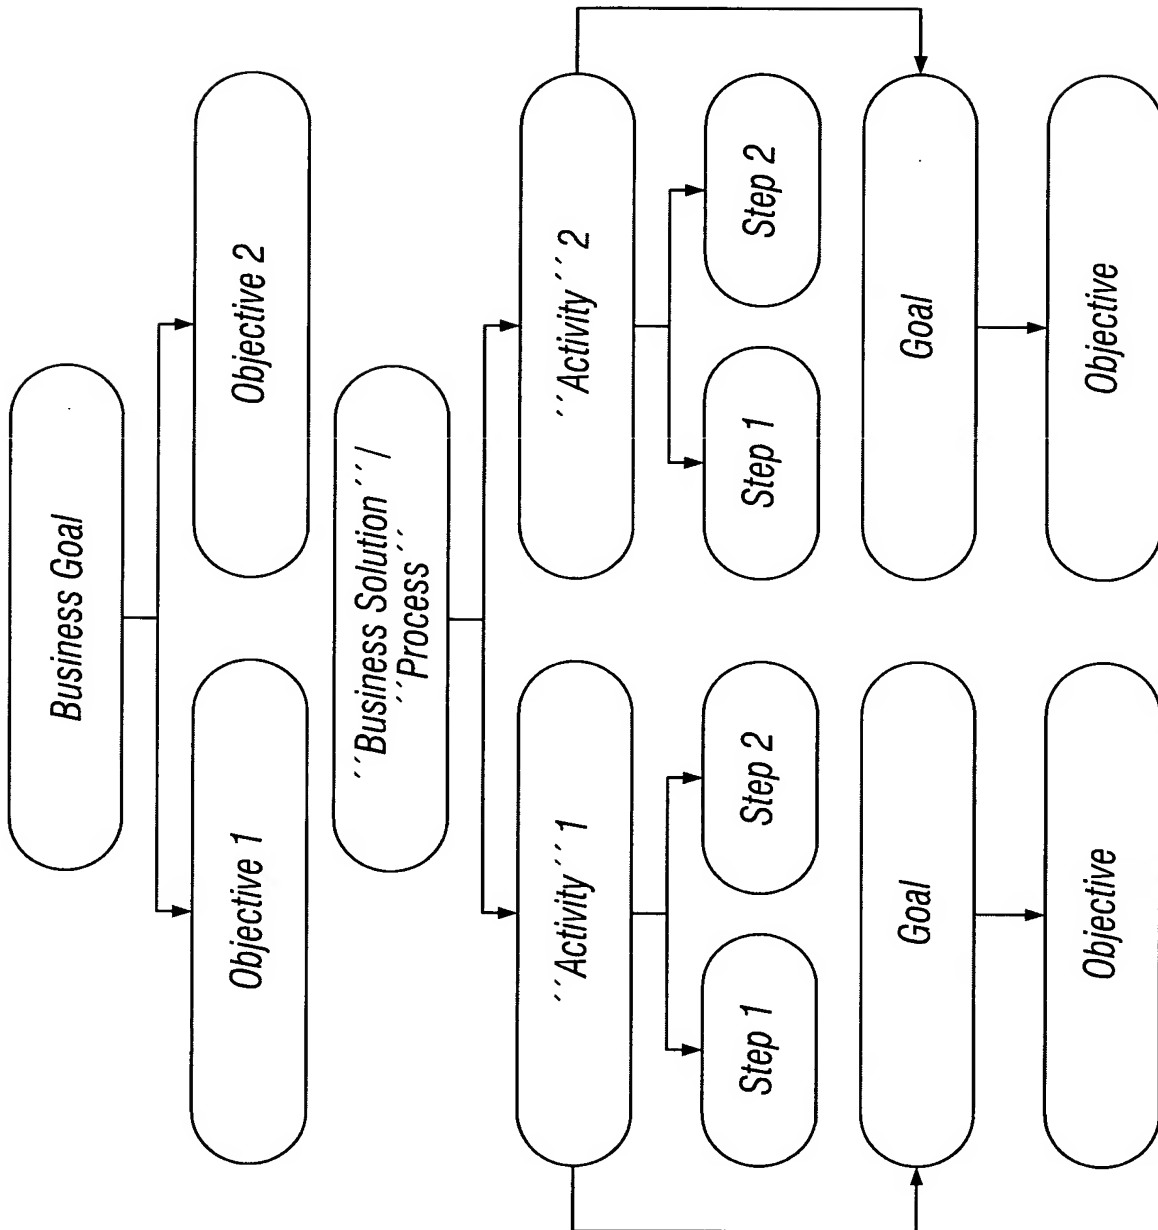 Business Goal
Objective 1
Objective 2
´´Business Solution´´/
´´Process´´
´´Activity´´1
´´Activity´´2
Step 1
Step 2
Step 1
Step 2
Goal
Goal
Objective
Objective